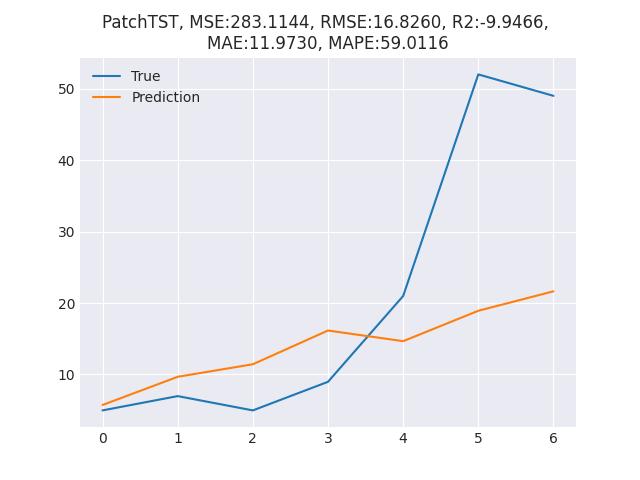 PatchTST, MSE:283.1144, RMSE:16.8260, R2:-9.9466,
MAE:11.9730, MAPE:59.0116
True
Prediction
50
40
30
20
10
0 1 2 3 4 5 6